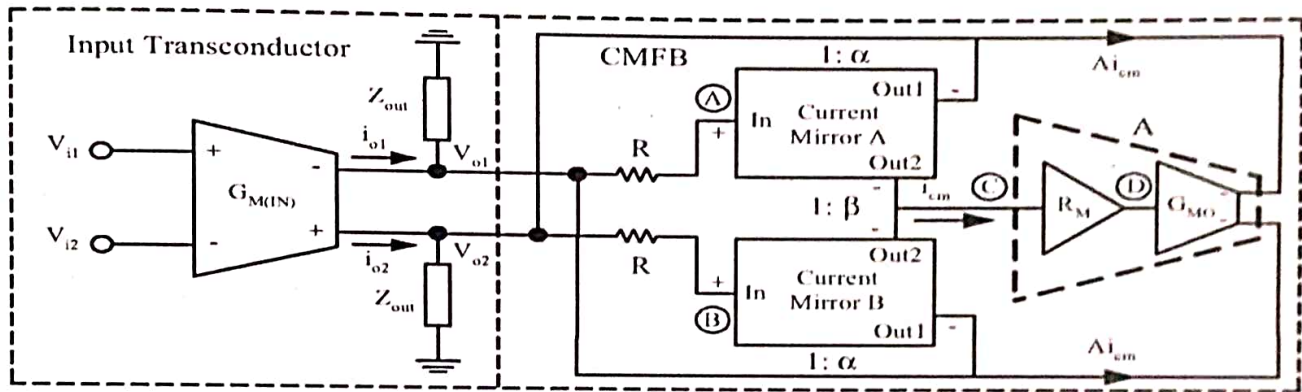 Input Transconductor
CMFB
1: α
Ai_cm
Z_out
A
In
Out1
-
Current
Mirror A
Out2
+
A
V_i1
+
-
i_o1
V_o1
R
G_M(IN)
1: β
-
-
i_cm
C
R_M
D
G_MO
-
-
V_i2
-
+
i_o2
V_o2
R
Z_out
+
B
In
Out2
Current
Mirror B
Out1
-
1: α
Ai_cm